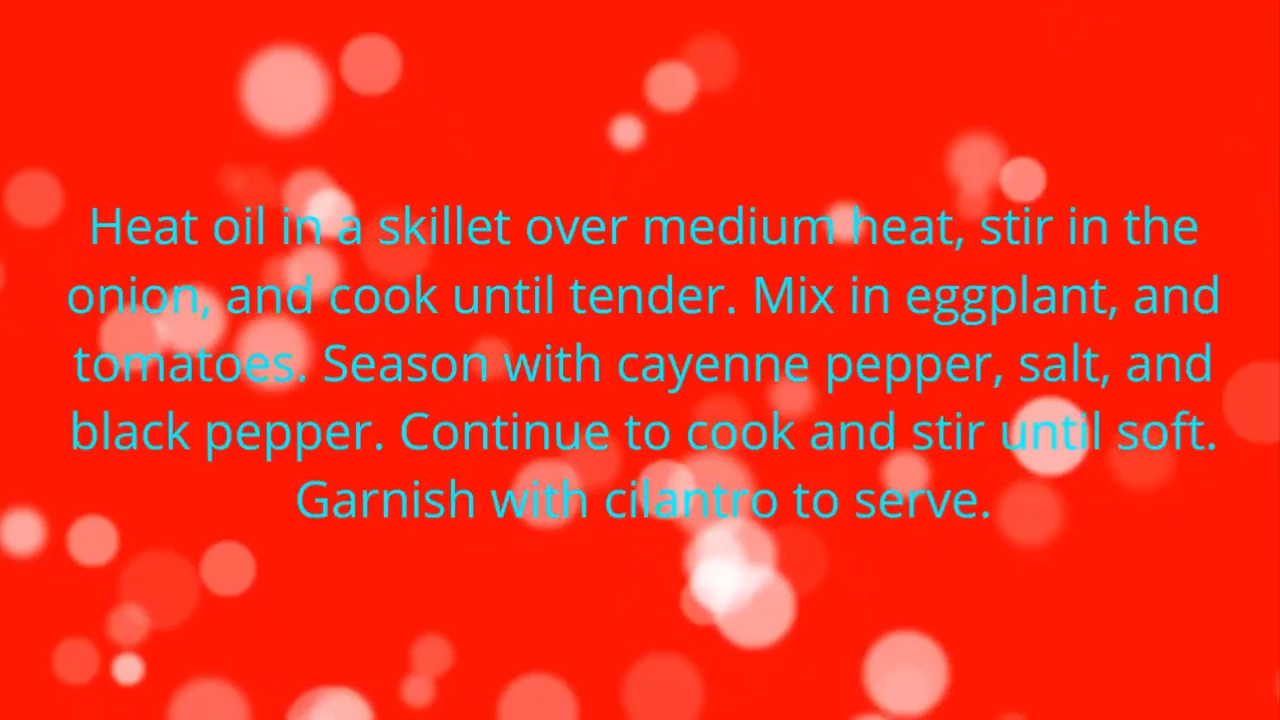 Heat oil in a skillet over medium heat, stir in the
onion, and cook until tender. Mix in eggplant, and
tomatoes. Season with cayenne pepper, salt, and
black pepper. Continue to cook and stir until soft.
Garnish with cilantro to serve.